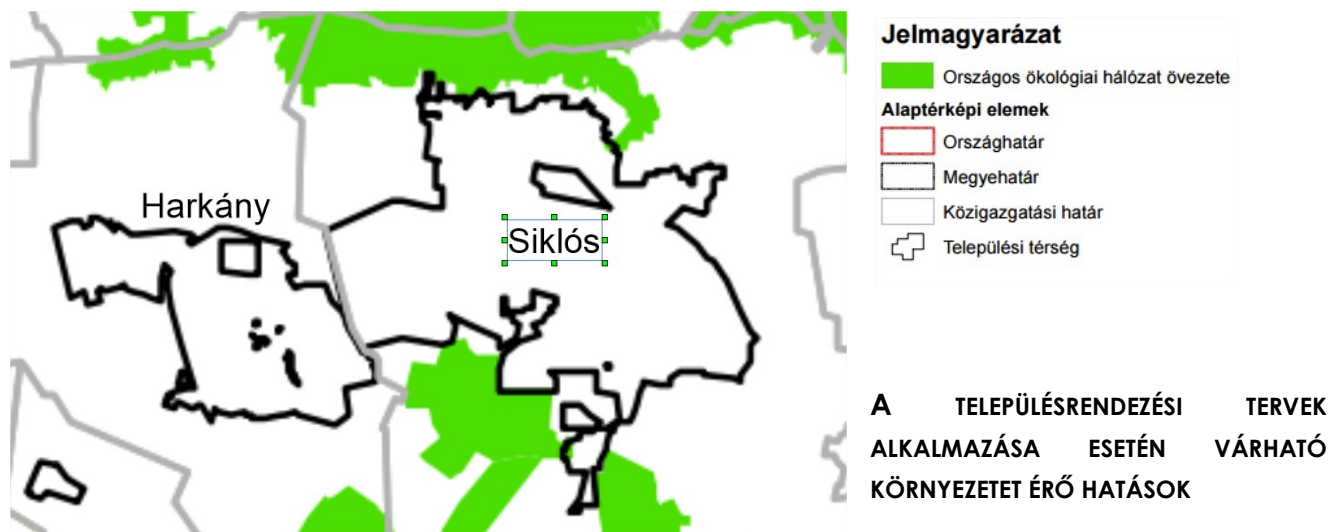 Harkány
Siklós
Jelmagyarázat
Országos ökológiai hálózat övezete
Alaptérképi elemek
Országhatár
Megyehatár
Közigazgatási határ
Települési térség
A TELEPÜLÉSRENDEZÉSI TERVEK
ALKALMAZÁSA ESETÉN VÁRHATÓ
KÖRNYEZETET ÉRŐ HATÁSOK